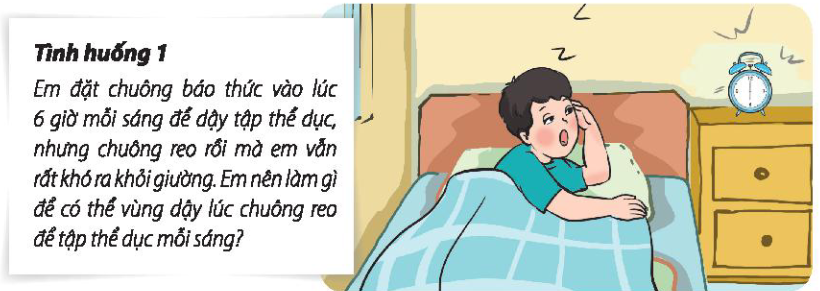 Tình huống 1
Em đặt chuông báo thức vào lúc
6 giờ mỗi sáng để dậy tập thể dục,
nhưng chuông reo rồi mà em vẫn
rất khó ra khỏi giường. Em nên làm gì
để có thể vùng dậy lúc chuông reo
để tập thể dục mỗi sáng?
z
z